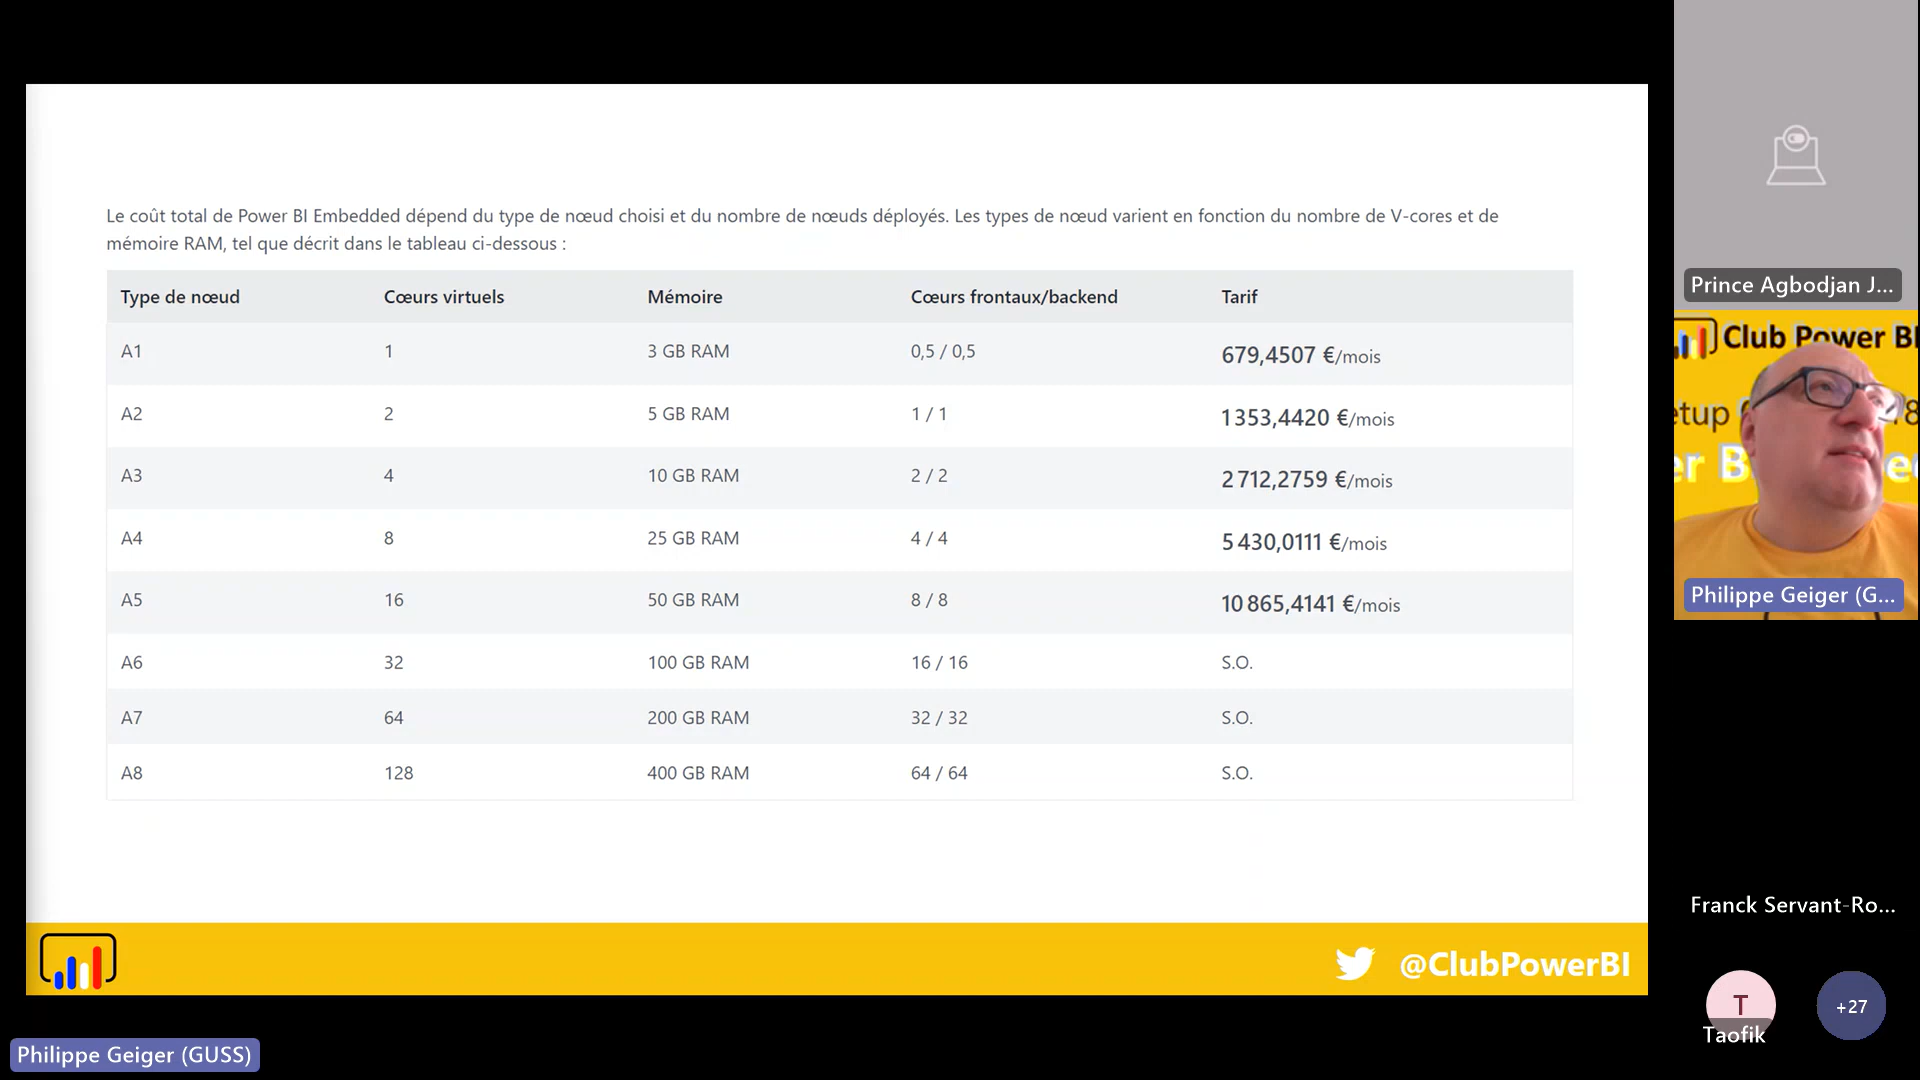 Le coût total de Power BI Embedded dépend du type de nœud choisi et du nombre de nœuds déployés. Les types de nœud varient en fonction du nombre de V-cores et de
mémoire RAM, tel que décrit dans le tableau ci-dessous :
Type de nœud Cœurs virtuels Mémoire Cœurs frontaux/backend Tarif
A1 1 3 GB RAM 0,5 / 0,5 679,4507 €/mois
A2 2 5 GB RAM 1 / 1 1 353,4420 €/mois
A3 4 10 GB RAM 2 / 2 2 712,2759 €/mois
A4 8 25 GB RAM 4 / 4 5 430,0111 €/mois
A5 16 50 GB RAM 8 / 8 10 865,4141 €/mois
A6 32 100 GB RAM 16 / 16 S.O.
A7 64 200 GB RAM 32 / 32 S.O.
A8 128 400 GB RAM 64 / 64 S.O.
@ClubPowerBI
Philippe Geiger (GUSS)
Prince Agbodjan J...
Club Power BI
Philippe Geiger (G...
Franck Servant-Ro...
T
Taofik
+27